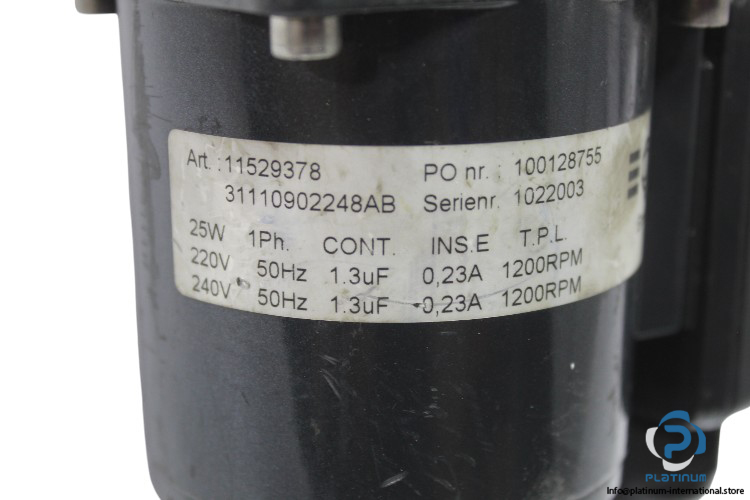 Art. :11529378 PO nr. : 100128755
31110902248AB Serienr. 1022003
25W 1Ph. CONT. INS.E T.P.L.
220V 50Hz 1.3uF 0,23A 1200RPM
240V 50Hz 1.3uF 0,23A 1200RPM
PLATINUM
Info@platinum-international.store